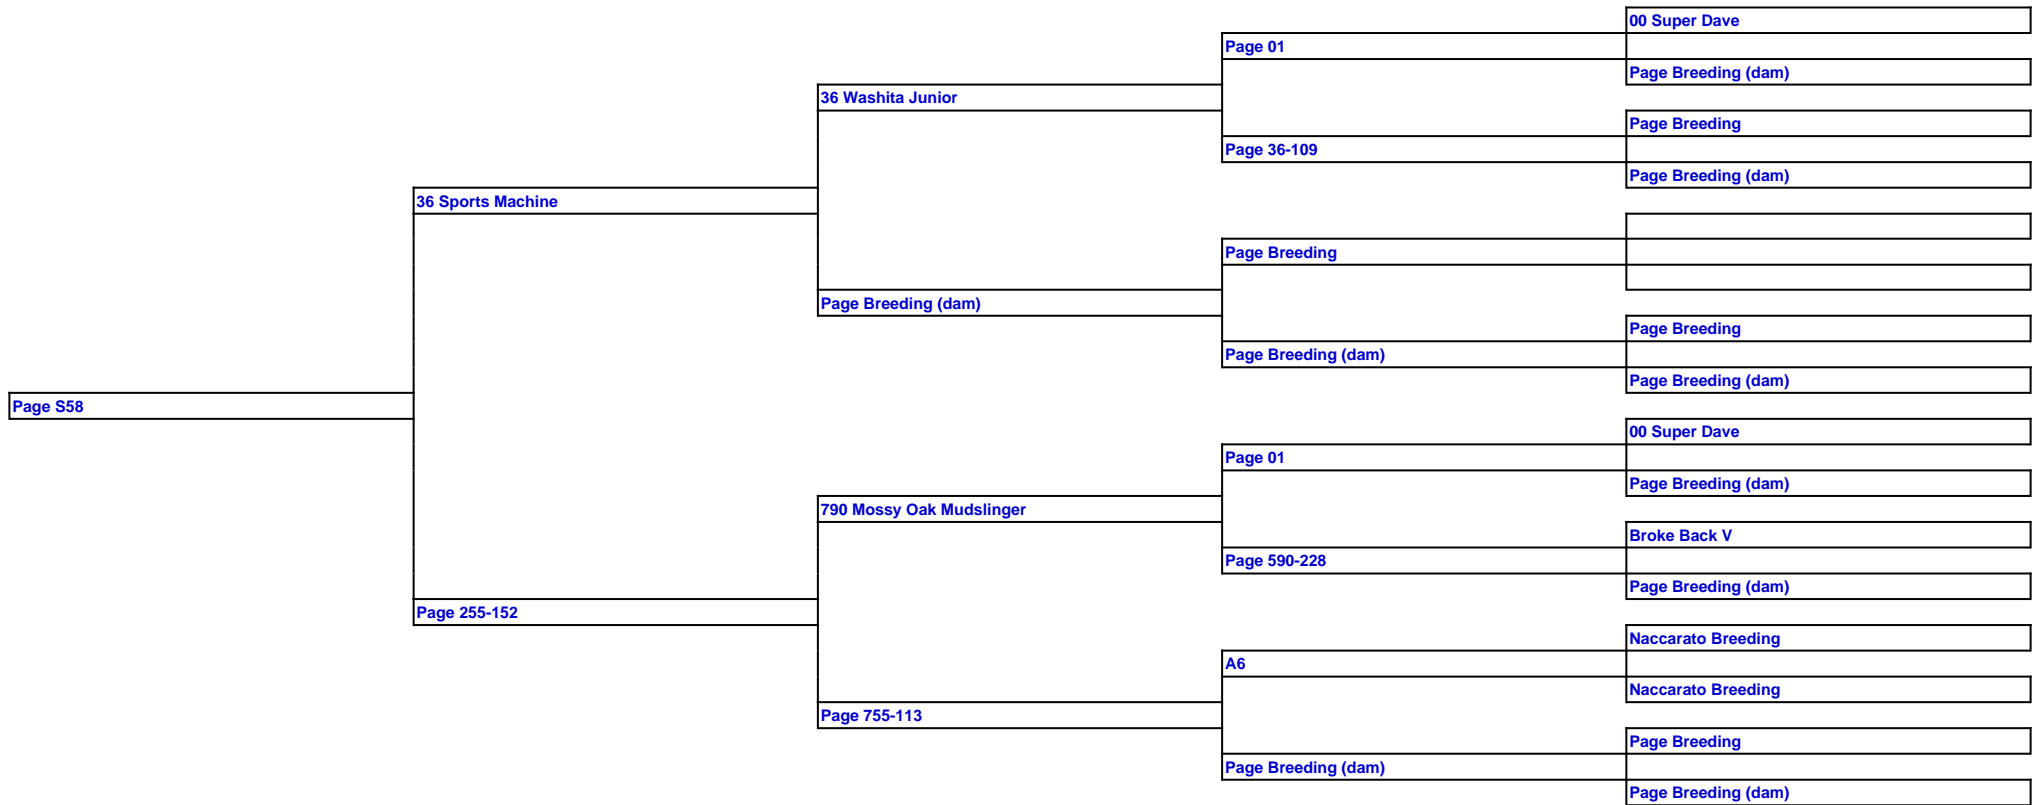 00 Super Dave
Page 01
Page Breeding (dam)
36 Washita Junior
Page Breeding
Page 36-109
Page Breeding (dam)
36 Sports Machine
Page Breeding
Page Breeding (dam)
Page Breeding
Page Breeding (dam)
Page Breeding (dam)
Page S58
00 Super Dave
Page 01
Page Breeding (dam)
790 Mossy Oak Mudslinger
Broke Back V
Page 590-228
Page Breeding (dam)
Page 255-152
Naccarato Breeding
A6
Naccarato Breeding
Page 755-113
Page Breeding
Page Breeding (dam)
Page Breeding (dam)